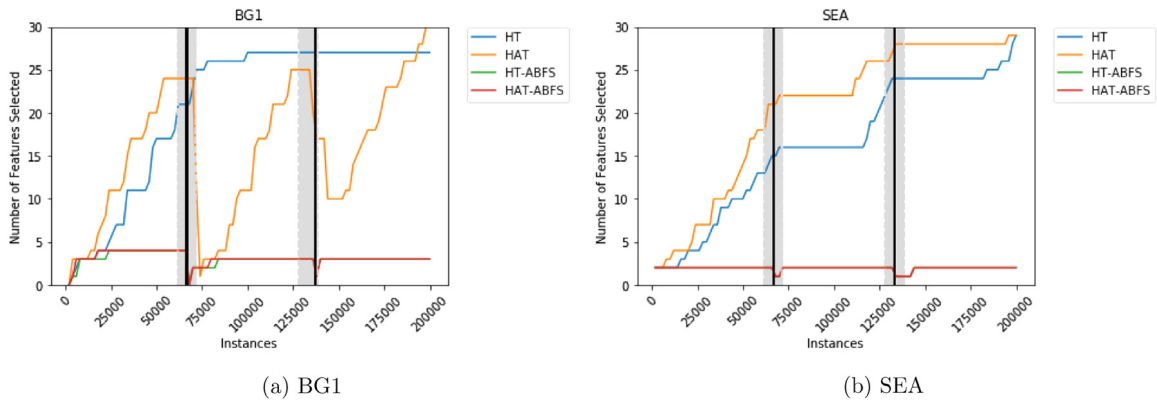 BG1
Number of Features Selected
30
25
20
15
10
5
0
0
25000
50000
75000
100000
125000
150000
175000
200000
Instances
HT
HAT
HT-ABFS
HAT-ABFS
(a) BG1
SEA
Number of Features Selected
30
25
20
15
10
5
0
0
25000
50000
75000
100000
125000
150000
175000
200000
Instances
HT
HAT
HT-ABFS
HAT-ABFS
(b) SEA